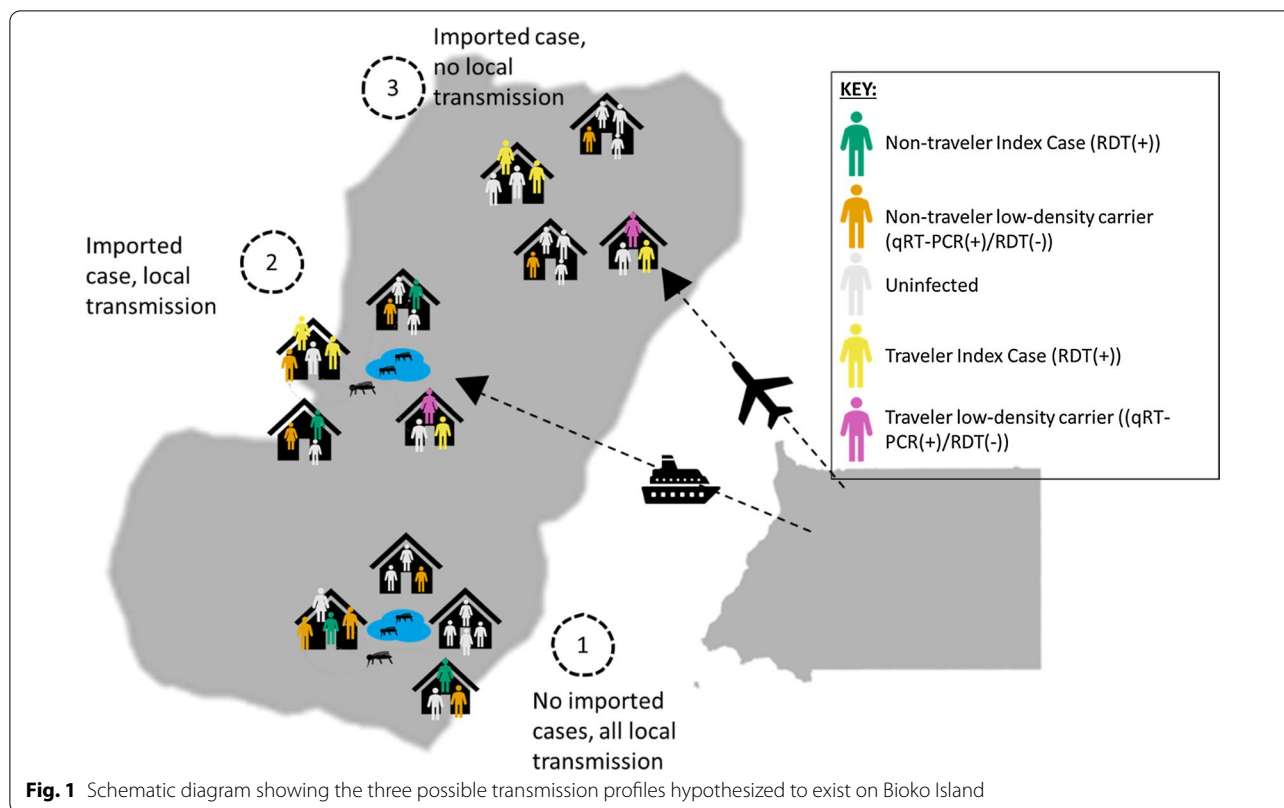 3
Imported case,
no local
transmission
KEY:
Non-traveler Index Case (RDT(+))
Non-traveler low-density carrier
(qRT-PCR(+)/RDT(-))
Uninfected
Traveler Index Case (RDT(+))
Traveler low-density carrier ((qRT-
PCR(+)/RDT(-))
Imported
case, local
transmission
2
1
No imported
cases, all local
transmission
Fig. 1 Schematic diagram showing the three possible transmission profiles hypothesized to exist on Bioko Island